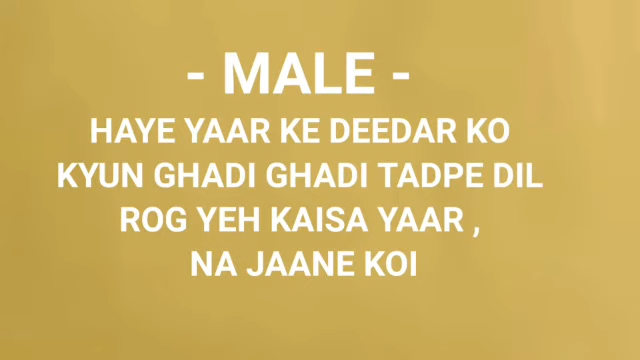 - MALE -
HAYE YAAR KE DEEDAR KO
KYUN GHADI GHADI TADPE DIL
ROG YEH KAISA YAAR ,
NA JAANE KOI